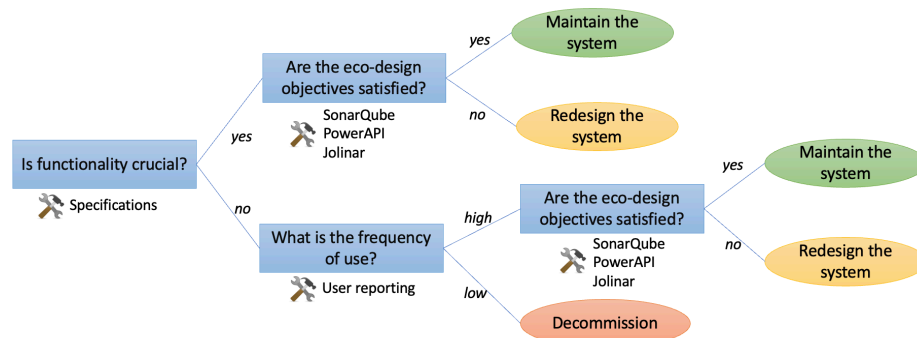 Is functionality crucial?
Specifications
yes
no
Are the eco-design
objectives satisfied?
SonarQube
PowerAPI
Jolinar
yes
no
Maintain the
system
Redesign the
system
What is the frequency
of use?
User reporting
high
low
Are the eco-design
objectives satisfied?
SonarQube
PowerAPI
Jolinar
yes
no
Maintain the
system
Redesign the
system
Decommission